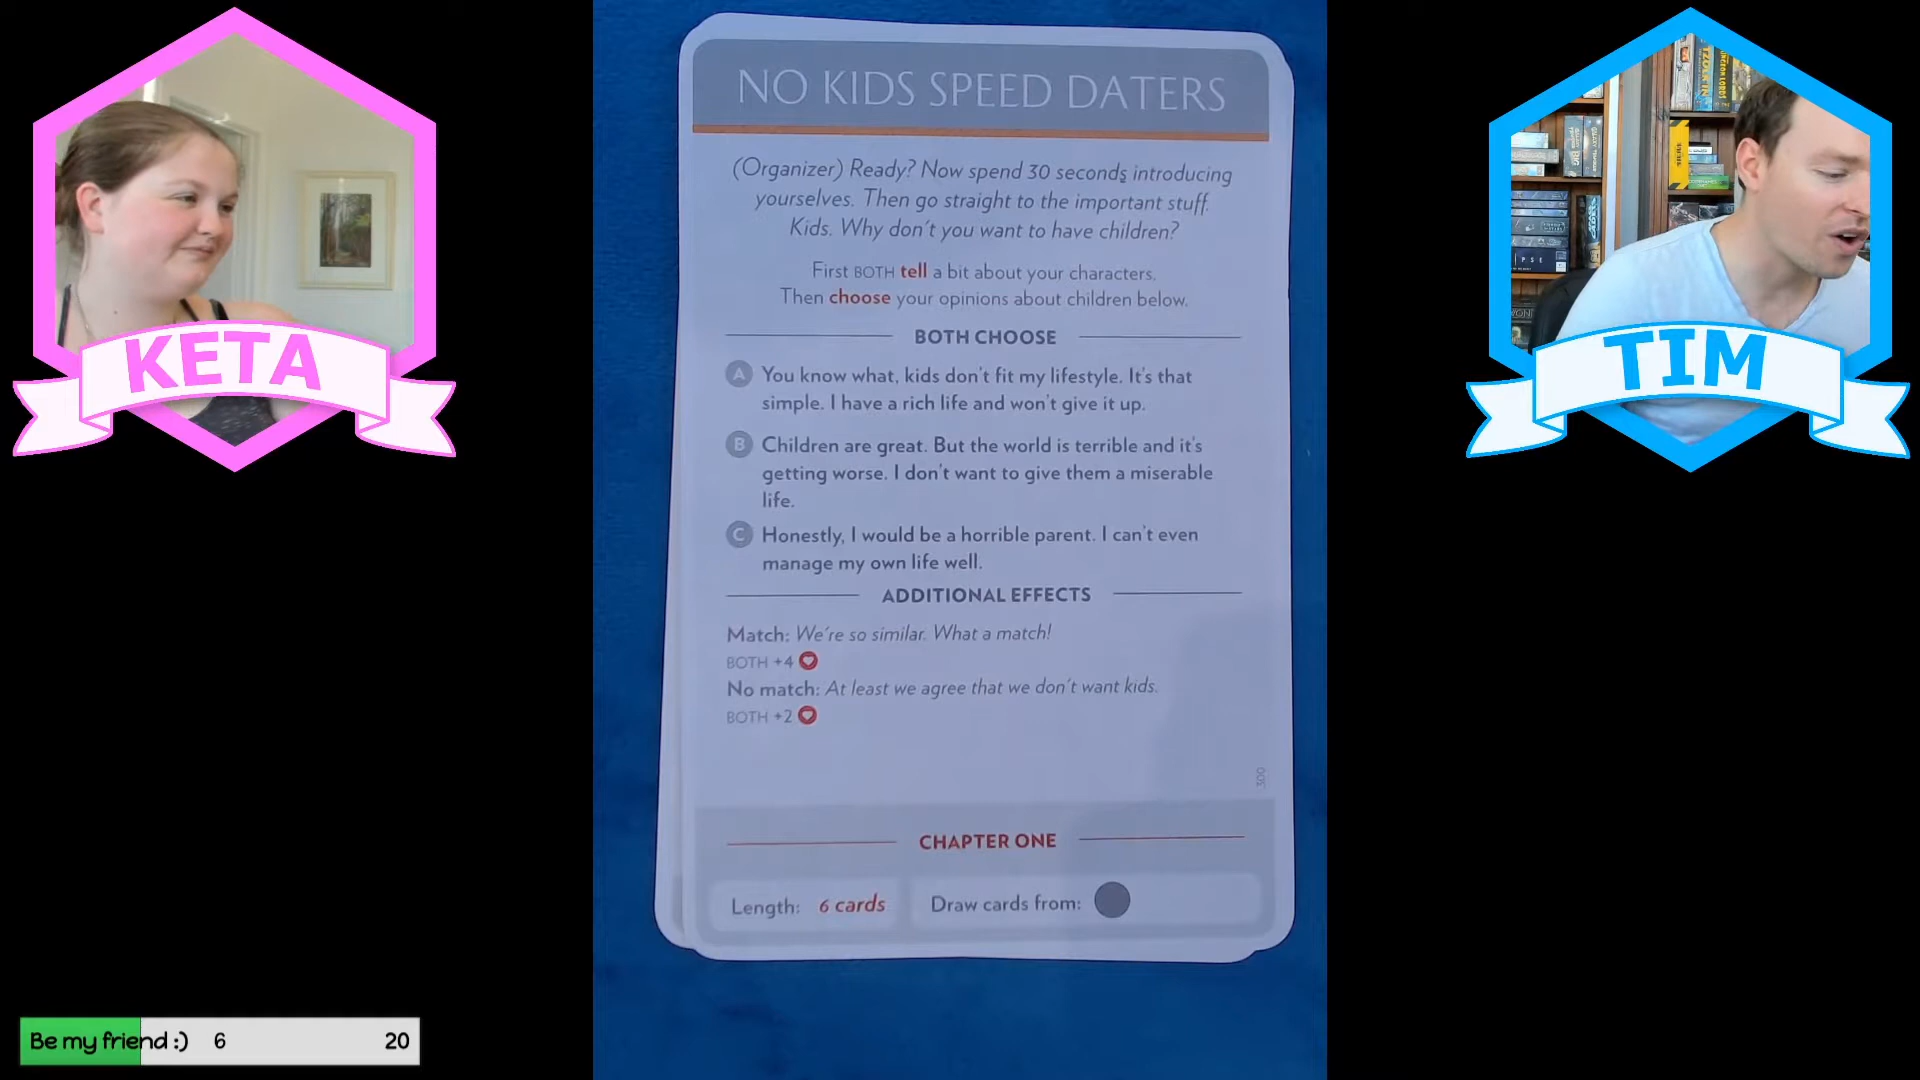 NO KIDS SPEED DATERS
(Organizer) Ready? Now spend 30 seconds introducing
yourselves. Then go straight to the important stuff.
Kids. Why don't you want to have children?
First BOTH tell a bit about your characters.
Then choose your opinions about children below.
BOTH CHOOSE
A You know what, kids don't fit my lifestyle. It's that
simple. I have a rich life and won't give it up.
B Children are great. But the world is terrible and it's
getting worse. I don't want to give them a miserable
life.
C Honestly, I would be a horrible parent. I can't even
manage my own life well.
ADDITIONAL EFFECTS
Match: We're so similar. What a match!
BOTH +4
No match: At least we agree that we don't want kids.
BOTH +2
300
CHAPTER ONE
Length: 6 cards Draw cards from:
KETA
TIM
Be my friend :) 6 20